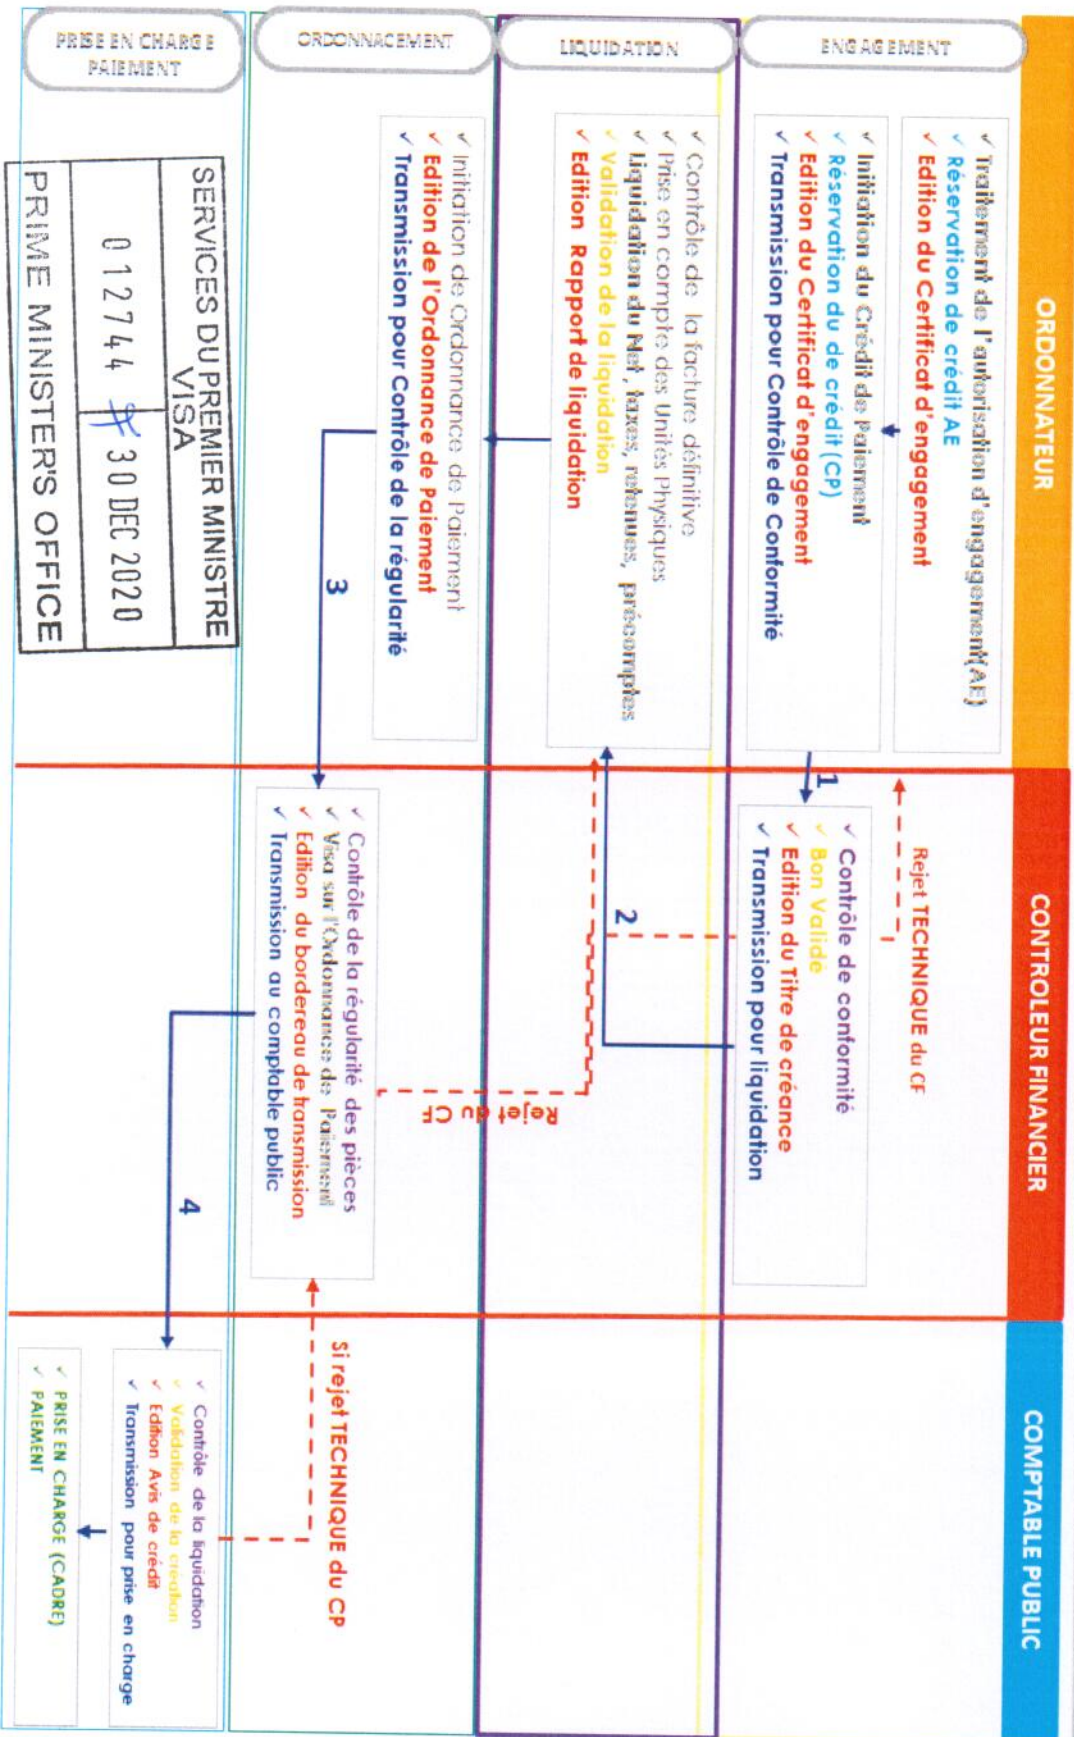 ORDONNATEUR
CONTROLEUR FINANCIER
COMPTABLE PUBLIC
ENGAGEMENT
✓ Traitement de l'autorisation d'engagement(AE)
✓ Réservation de crédit AE
✓ Edition du Certificat d'engagement
✓ Initiation du Crédit de Paiement
✓ Réservation du de crédit (CP)
✓ Edition du Certificat d'engagement
✓ Transmission pour Contrôle de Conformité
1
Rejet TECHNIQUE du CF
✓ Contrôle de conformité
✓ Bon Validé
✓ Edition du Titre de créance
✓ Transmission pour liquidation
LIQUIDATION
✓ Contrôle de la facture définitive
✓ Prise en compte des Unités Physiques
✓ Liquidation du Net, taxes, retenues, précomptes
✓ Validation de la liquidation
✓ Edition Rapport de liquidation
2
Rejet du CF
ORDONNACEMENT
✓ Initiation de Ordonnance de Paiement
✓ Edition de l'Ordonnance de Paiement
✓ Transmission pour Contrôle de la régularité
3
✓ Contrôle de la régularité des pièces
✓ Visa sur l'Ordonnance de Paiement
✓ Edition du bordereau de transmission
✓ Transmission au comptable public
Si rejet TECHNIQUE du CP
PRISE EN CHARGE
PAIEMENT
SERVICES DU PREMIER MINISTRE
VISA
012744
30 DEC 2020
PRIME MINISTER'S OFFICE
4
✓ Contrôle de la liquidation
✓ Validation de la création
✓ Edition Avis de crédit
✓ Transmission pour prise en charge
✓ PRISE EN CHARGE (CADRE)
✓ PAIEMENT